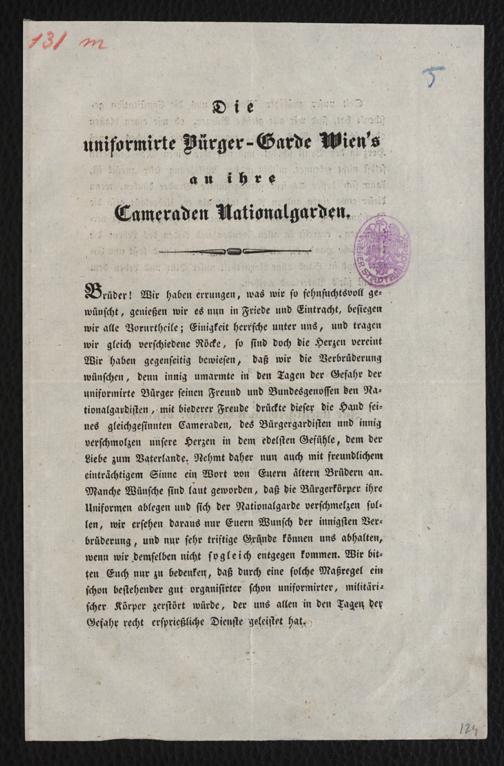 131 m
5
Die
uniformirte Bürger-Garde Wien's
an ihre
Cameraden Nationalgarden.
Brüder! Wir haben errungen, was wir so sehnsuchtsvoll ge-
wünscht, genießen wir es nun in Friede und Eintracht, besiegen
wir alle Vorurtheile; Einigkeit herrsche unter uns, und tragen
wir gleich verschiedene Röcke, so sind doch die Herzen vereint
Wir haben gegenseitig bewiesen, daß wir die Verbrüderung
wünschen, denn innig umarmte in den Tagen der Gefahr der
uniformirte Bürger seinen Freund und Bundesgenossen den Na-
tionalgardisten, mit biederer Freude drückte dieser die Hand sei-
nes gleichgesinnten Cameraden, des Bürgergardisten und innig
verschmolzen unsere Herzen in dem edelsten Gefühle, dem der
Liebe zum Vaterlande. Nehmt daher nun auch mit freundlichem
einträchtigem Sinne ein Wort von Euern ältern Brüdern an.
Manche Wünsche sind laut geworden, daß die Bürgerkörper ihre
Uniformen ablegen und sich der Nationalgarde verschmelzen sol-
len, wir ersehen daraus nur Euern Wunsch der innigsten Ver-
brüderung, und nur sehr triftige Gründe können uns abhalten,
wenn wir demselben nicht sogleich entgegen kommen. Wir bit-
ten Euch nur zu bedenken, daß durch eine solche Maßregel ein
schon bestehender gut organisirter schon uniformirter, militäri-
scher Körper zerstört würde, der uns allen in den Tagen der
Gefahr recht ersprießliche Dienste geleistet hat.
124